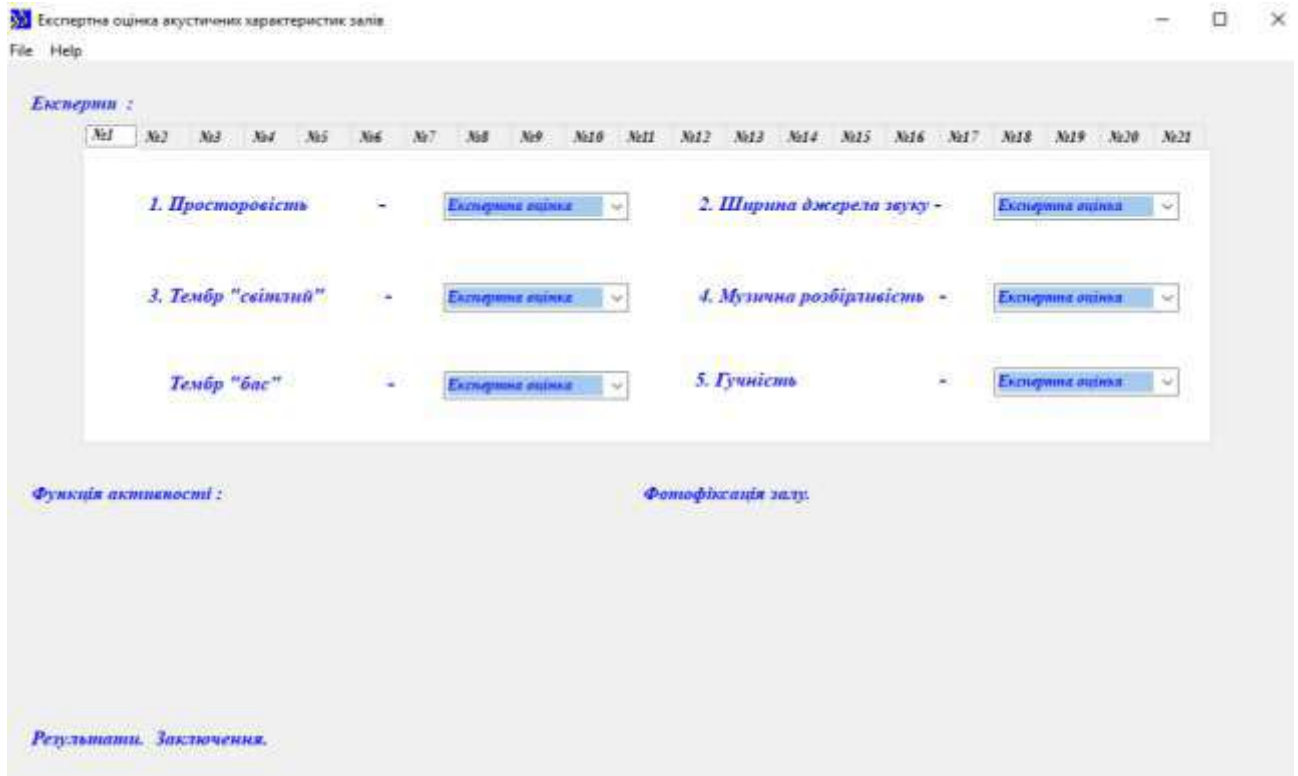 Експертна оцінка акустичних характеристик залів
File Help
Експерти :
№1 №2 №3 №4 №5 №6 №7 №8 №9 №10 №11 №12 №13 №14 №15 №16 №17 №18 №19 №20 №21
1. Просторовість - Експертна оцінка 2. Ширина джерела звуку - Експертна оцінка
3. Тембр "світлий" - Експертна оцінка 4. Музична розбірливість - Експертна оцінка
Тембр "бас" - Експертна оцінка 5. Гучність - Експертна оцінка
Функція активності : Фотофіксація залу.
Результати. Заключення.